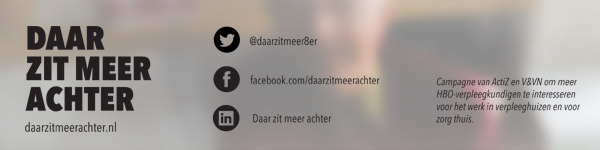 DAAR
ZIT MEER
ACHTER
daarzitmeerachter.nl
@daarzitmeer8er
facebook.com/daarzitmeerachter
Daar zit meer achter
Campagne van ActiZ en V&VN om meer
HBO-verpleegkundigen te interesseren
voor het werk in verpleeghuizen en voor
zorg thuis.